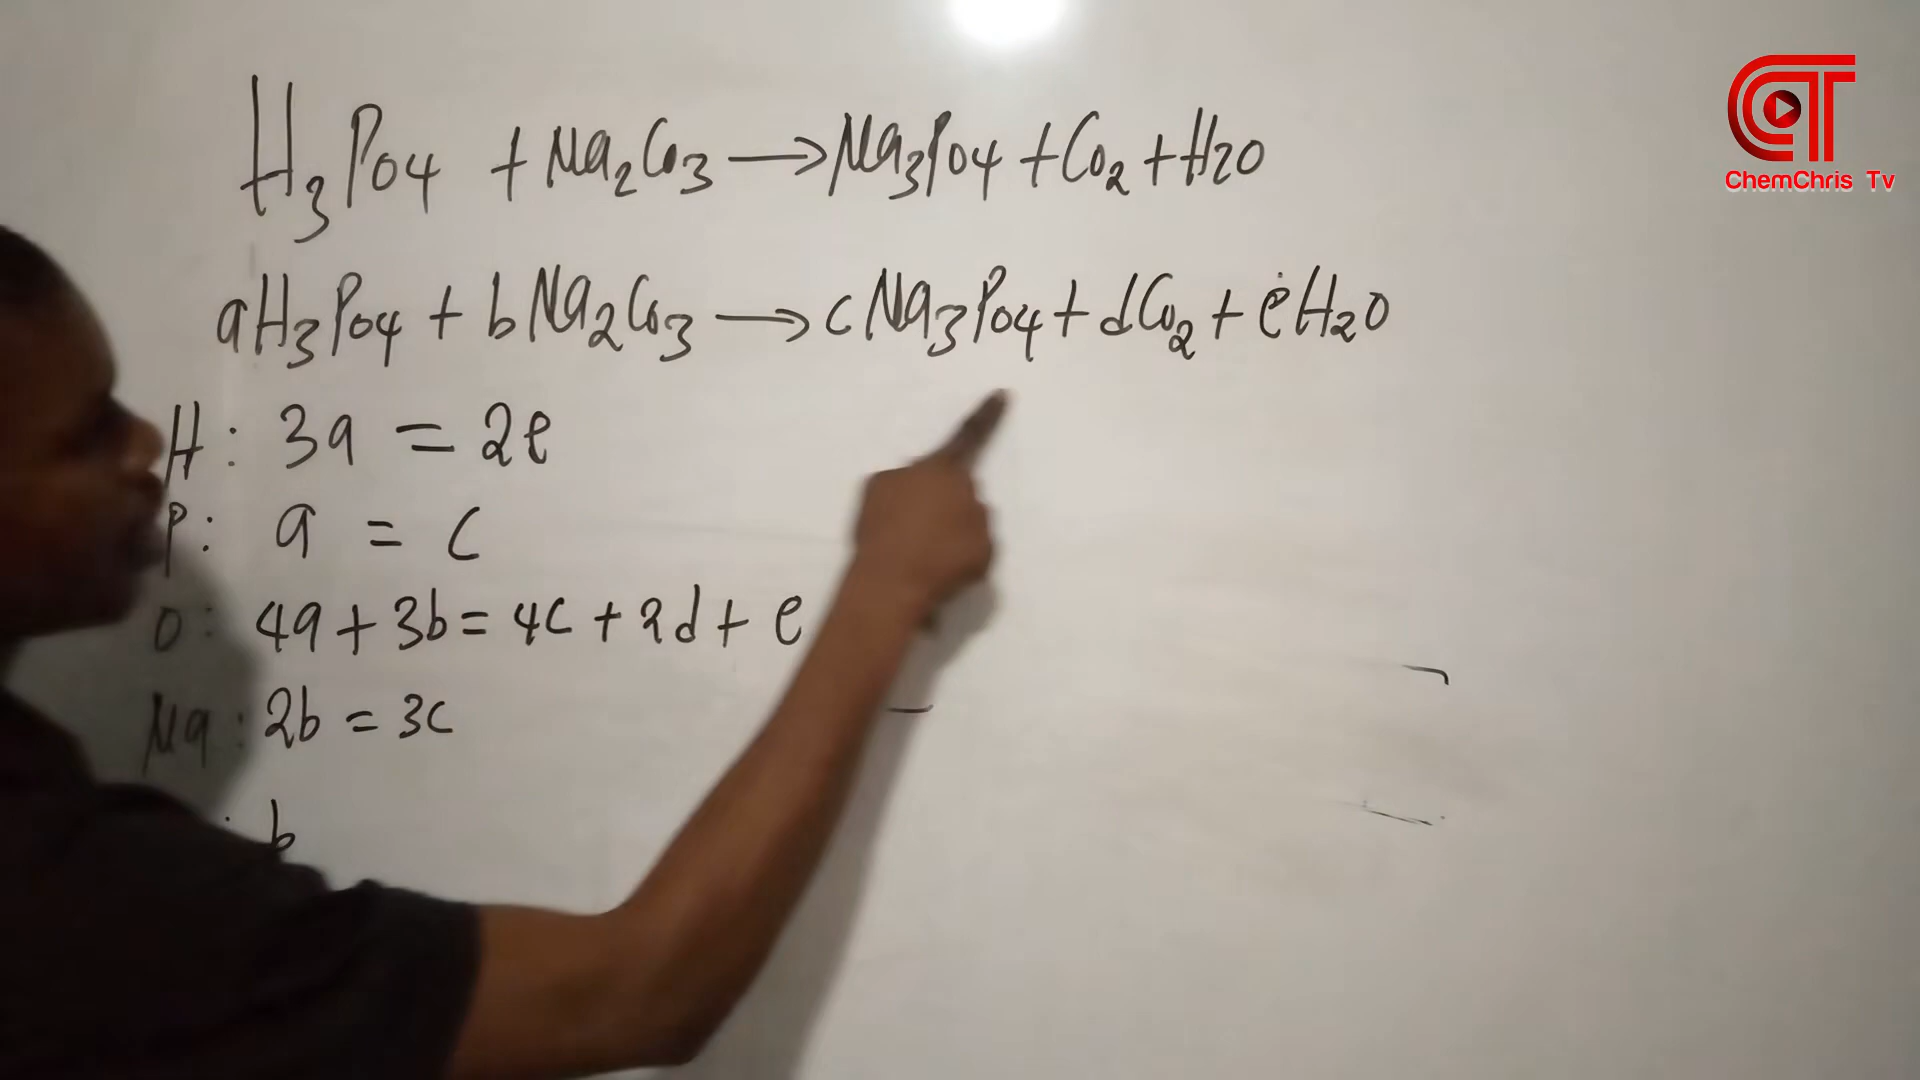 H3PO4 + Na2CO3 → Na3PO4 + CO2 + H2O
aH3PO4 + bNa2CO3 → cNa3PO4 + dCO2 + eH2O
H: 3a = 2e
P: a = c
O: 4a + 3b = 4c + 2d + e
Na: 2b = 3c
: b
CT
ChemChris Tv